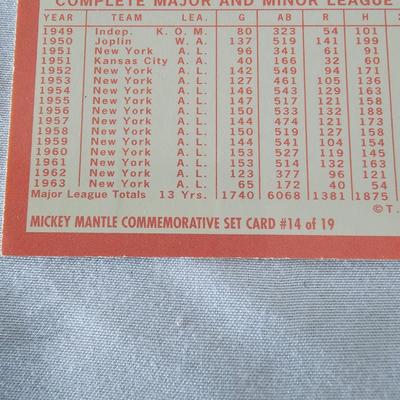 COMPLETE MAJOR AND MINOR LEAGUE
YEAR TEAM LEA. G AB R H
1949 Indep. K. O. M. 80 323 54 101
1950 Joplin W. A. 137 519 141 199
1951 New York A. L. 96 341 61 91
1951 Kansas City A. A. 40 166 32 60
1952 New York A. L. 142 549 94 171
1953 New York A. L. 127 461 105 136
1954 New York A. L. 146 543 129 163
1955 New York A. L. 147 517 121 158
1956 New York A. L. 150 533 132 188
1957 New York A. L. 144 474 121 173
1958 New York A. L. 150 519 127 158
1959 New York A. L. 144 541 104 154
1960 New York A. L. 153 527 119 145
1961 New York A. L. 153 514 132 163
1962 New York A. L. 123 377 96 121
1963 New York A. L. 65 172 40 54
Major League Totals 13 Yrs. 1740 6068 1381 1875
©T.
MICKEY MANTLE COMMEMORATIVE SET CARD #14 of 19